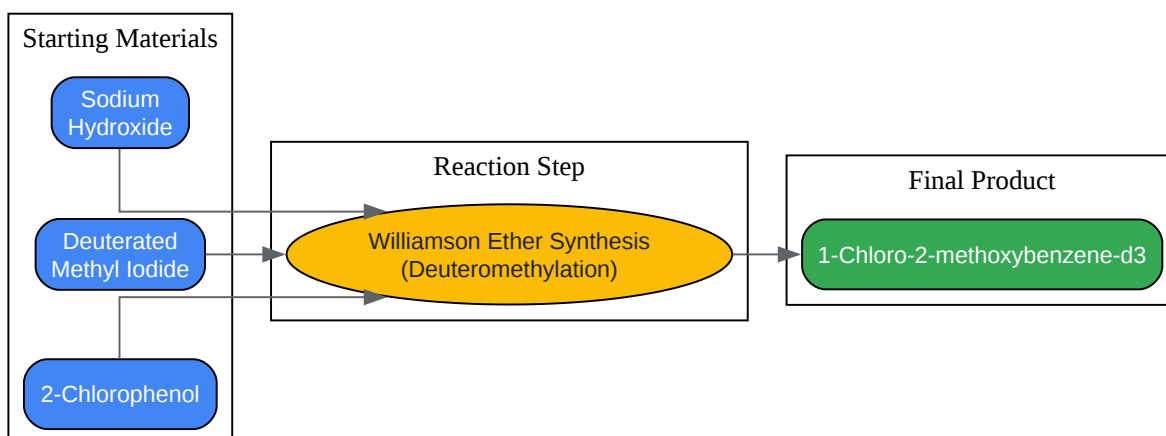 Starting Materials
Sodium
Hydroxide
Deuterated
Methyl Iodide
2-Chlorophenol
Reaction Step
Williamson Ether Synthesis
(Deuteromethylation)
Final Product
1-Chloro-2-methoxybenzene-d3